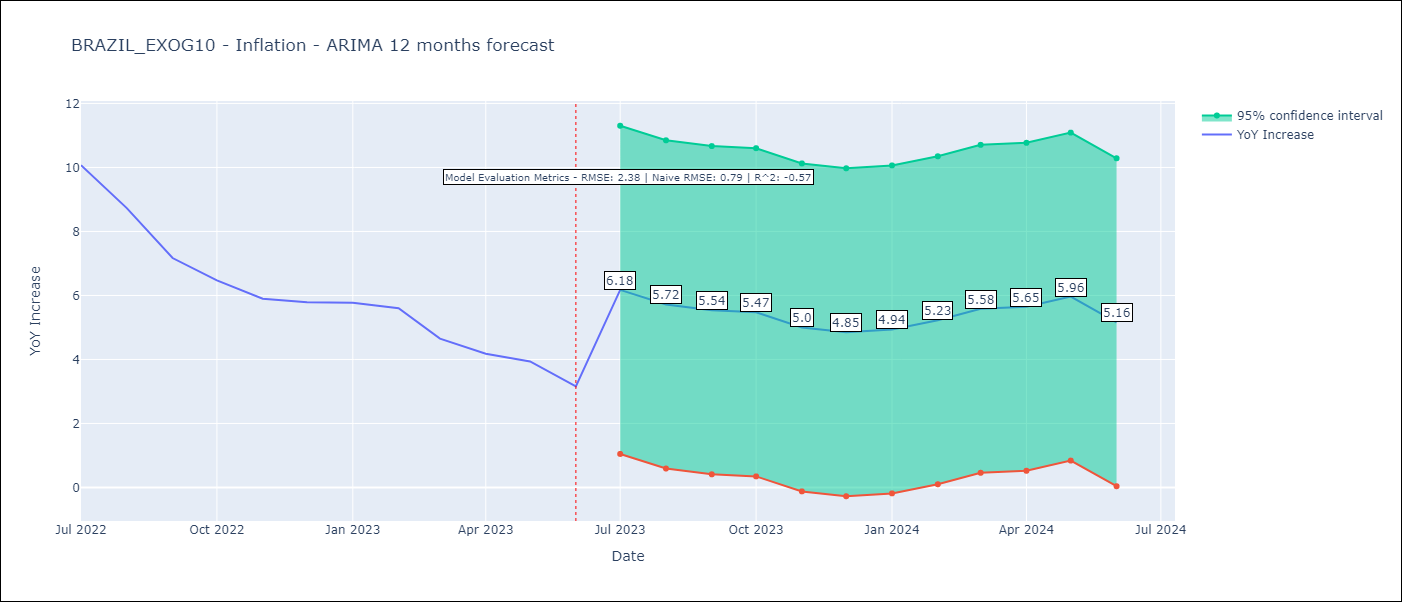 BRAZIL_EXOG10 - Inflation - ARIMA 12 months forecast
95% confidence interval
YoY Increase
Model Evaluation Metrics - RMSE: 2.38 | Naive RMSE: 0.79 | R^2: -0.57
YoY Increase
12
10
8
6
4
2
0
6.18
5.72
5.54
5.47
5.0
4.85
4.94
5.23
5.58
5.65
5.96
5.16
Jul 2022
Oct 2022
Jan 2023
Apr 2023
Jul 2023
Oct 2023
Jan 2024
Apr 2024
Jul 2024
Date